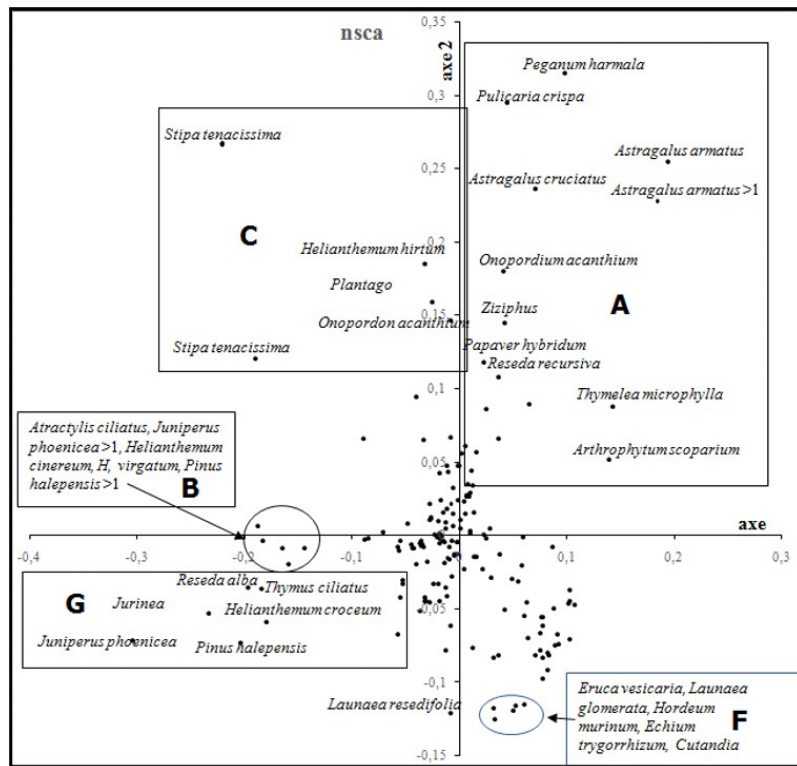 nsca
0,35
axe 2
Peganum harmala
0,3
Pulicaria crispa
Stipa tenacissima
Astragalus armatus
0,25
Astragalus cruciatus
Astragalus armatus >1
C
0,2
Helianthemum hirtum
Onopordium acanthium
Plantago
0,15
Onopordon acanthium
Ziziphus
A
Stipa tenacissima
Papaver hybridum
Reseda recursiva
0,1
Thymelea microphylla
Atractylis ciliatus, Juniperus
phoenicea >1, Helianthemum
cinereum, H, virgatum, Pinus
halepensis >1
B
Arthrophytum scoparium
0,05
axe
0
-0,4
-0,3
-0,2
-0,1
0
0,1
0,2
0,3
Reseda alba
Thymus ciliatus
G
Jurinea
Helianthemum croceum
-0,05
Juniperus phoenicea
Pinus halepensis
-0,1
Launaea resedifolia
Eruca vesicaria, Launaea
glomerata, Hordeum
murinum, Echium
trygorrhizum, Cutandia
F
-0,15